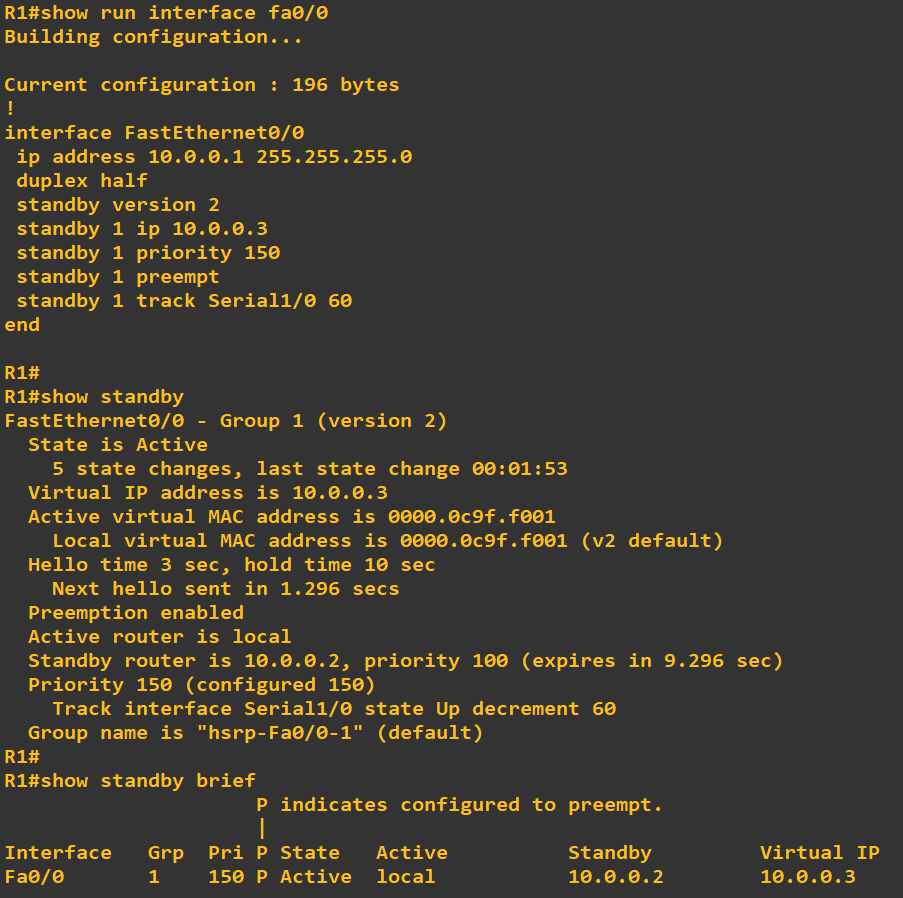 R1#show run interface fa0/0
Building configuration...
Current configuration : 196 bytes
!
interface FastEthernet0/0
 ip address 10.0.0.1 255.255.255.0
 duplex half
 standby version 2
 standby 1 ip 10.0.0.3
 standby 1 priority 150
 standby 1 preempt
 standby 1 track Serial1/0 60
end
R1#
R1#show standby
FastEthernet0/0 - Group 1 (version 2)
  State is Active
    5 state changes, last state change 00:01:53
  Virtual IP address is 10.0.0.3
  Active virtual MAC address is 0000.0c9f.f001
    Local virtual MAC address is 0000.0c9f.f001 (v2 default)
  Hello time 3 sec, hold time 10 sec
    Next hello sent in 1.296 secs
  Preemption enabled
  Active router is local
  Standby router is 10.0.0.2, priority 100 (expires in 9.296 sec)
  Priority 150 (configured 150)
    Track interface Serial1/0 state Up decrement 60
  Group name is "hsrp-Fa0/0-1" (default)
R1#
R1#show standby brief
                     P indicates configured to preempt.
                     |
Interface   Grp  Pri P State   Active          Standby         Virtual IP
Fa0/0       1    150 P Active  local           10.0.0.2        10.0.0.3